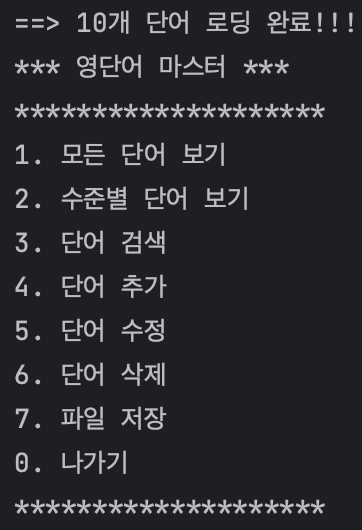 ==> 10개 단어 로딩 완료!!!
*** 영단어 마스터 ***
********************
1. 모든 단어 보기
2. 수준별 단어 보기
3. 단어 검색
4. 단어 추가
5. 단어 수정
6. 단어 삭제
7. 파일 저장
0. 나가기
********************